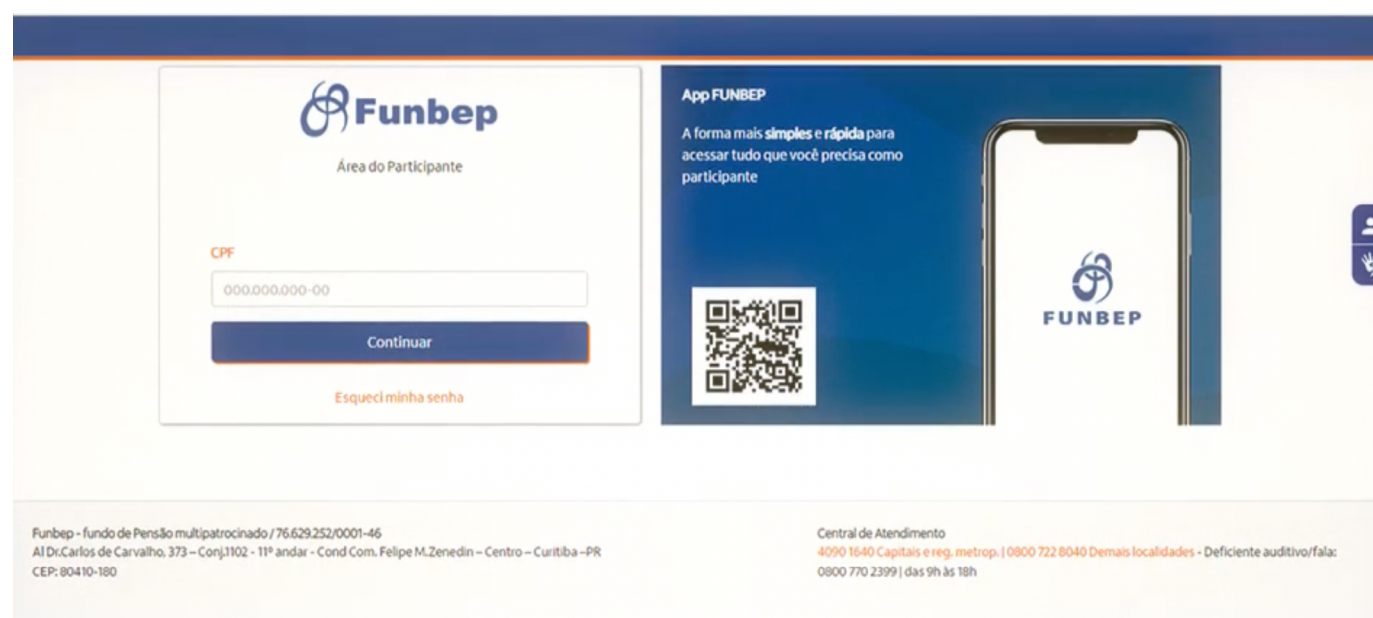 Funbep
Área do Participante
CPF
000.000.000-00
Continuar
Esqueci minha senha
App FUNBEP
A forma mais simples e rápida para
acessar tudo que você precisa como
participante
FUNBEP
Funbep - fundo de Pensão multipatrocinado / 76.629.252/0001-46
Al Dr.Carlos de Carvalho, 373 – Conj.1102 - 11º andar - Cond Com. Felipe M.Zenedin – Centro – Curitiba –PR
CEP: 80410-180
Central de Atendimento
4090 1640 Capitais e reg. metrop. | 0800 722 8040 Demais localidades - Deficiente auditivo/fala:
0800 770 2399 | das 9h às 18h